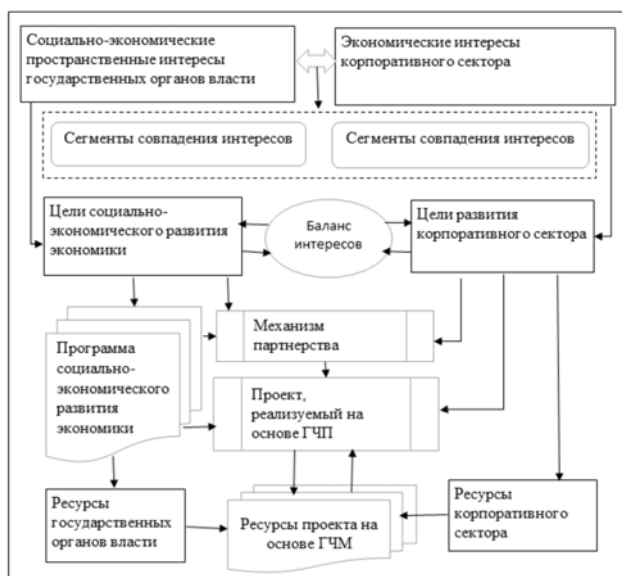 Социально-экономические
пространственные интересы
государственных органов власти
Экономические интересы
корпоративного сектора
Сегменты совпадения интересов
Сегменты совпадения интересов
Цели социально-
экономического развития
экономики
Баланс
интересов
Цели развития
корпоративного сектора
Программа
социально-
экономического
развития
экономики
Механизм
партнерства
Проект,
реализуемый на
основе ГЧП
Ресурсы
государственных
органов власти
Ресурсы проекта на
основе ГЧМ
Ресурсы
корпоративного
сектора